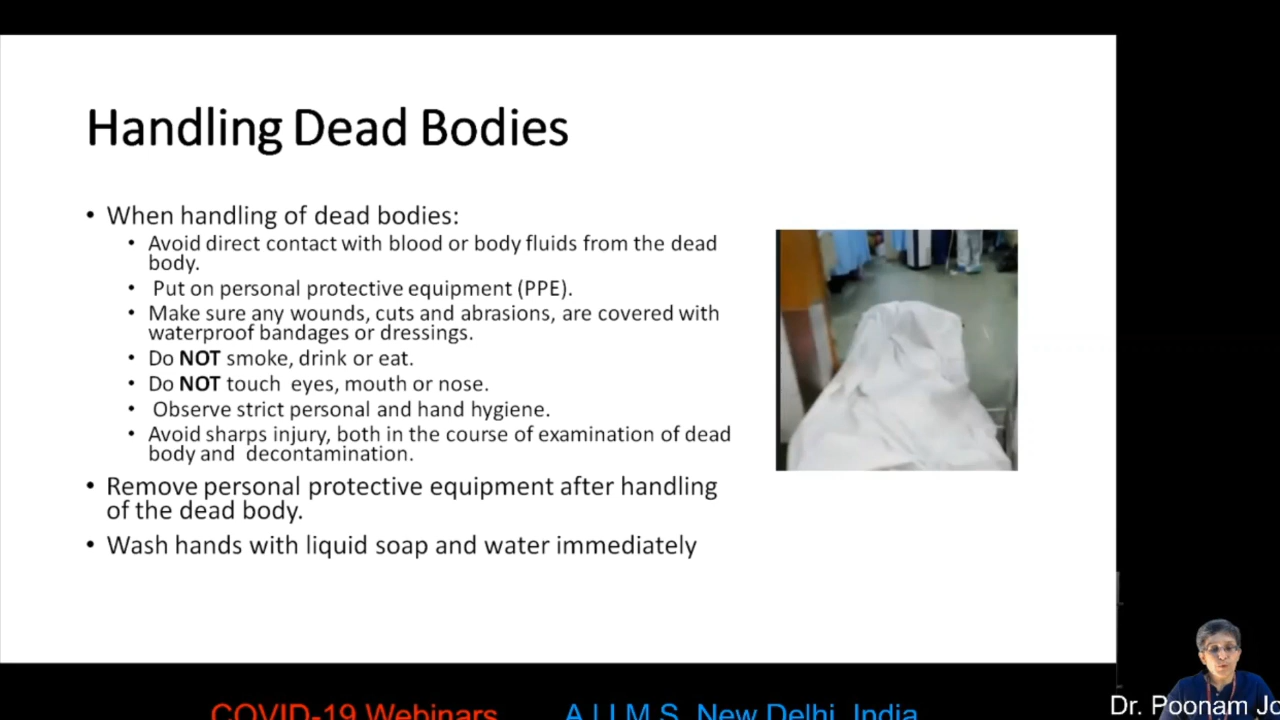 Handling Dead Bodies
• When handling of dead bodies:
• Avoid direct contact with blood or body fluids from the dead
body.
• Put on personal protective equipment (PPE).
• Make sure any wounds, cuts and abrasions, are covered with
waterproof bandages or dressings.
• Do NOT smoke, drink or eat.
• Do NOT touch eyes, mouth or nose.
• Observe strict personal and hand hygiene.
• Avoid sharps injury, both in the course of examination of dead
body and decontamination.
• Remove personal protective equipment after handling
of the dead body.
• Wash hands with liquid soap and water immediately
Dr. Poonam Jo
COVID-19 Webinars A.I.I.M.S, New Delhi, India